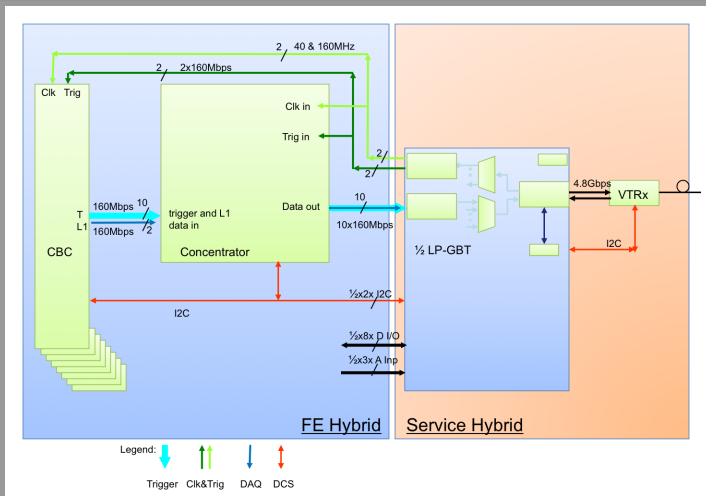 2 40 & 160MHz
2 2x160Mbps
Clk Trig
Clk in
Trig in
2
2
4.8Gbps
VTRx
T 160Mbps 10
L1 160Mbps 2
trigger and L1
data in
Data out
10
10x160Mbps
CBC
Concentrator
½ LP-GBT
I2C
I2C
½x2x I2C
½x8x D I/O
½x3x A Inp
FE Hybrid
Service Hybrid
Legend:
Trigger Clk&Trig DAQ DCS